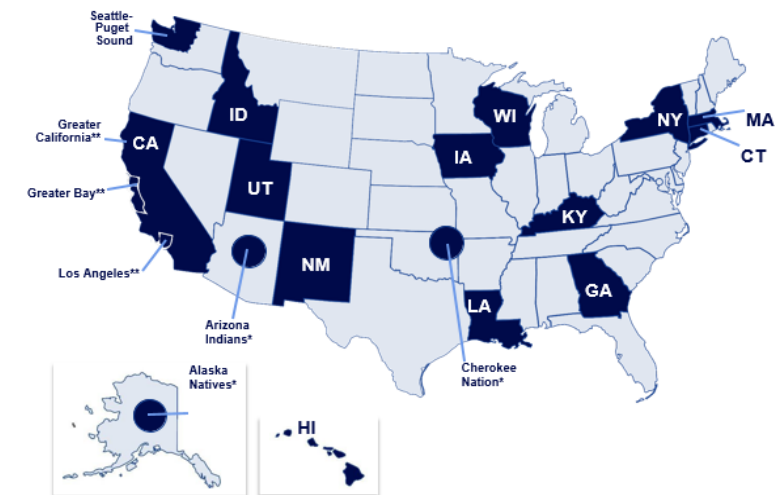 Seattle-
Puget
Sound
WI
NY
MA
ID
Greater
California**
CA
IA
CT
UT
Greater Bay**
KY
NM
Los Angeles**
GA
LA
Arizona
Indians*
Cherokee
Nation*
Alaska
Natives*
HI